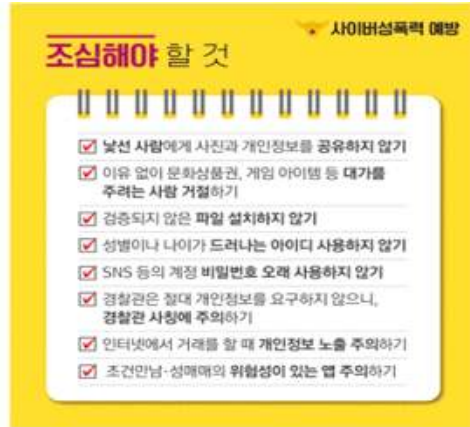 사이버성폭력 예방
조심해야 할 것
낯선 사람에게 사진과 개인정보를 공유하지 않기
이유 없이 문화상품권, 게임 아이템 등 대가를
주려는 사람 거절하기
검증되지 않은 파일 설치하지 않기
성별이나 나이가 드러나는 아이디 사용하지 않기
SNS 등의 계정 비밀번호 오래 사용하지 않기
경찰관은 절대 개인정보를 요구하지 않으니,
경찰관 사칭에 주의하기
인터넷에서 거래를 할 때 개인정보 노출 주의하기
조건만남·성매매의 위험성이 있는 앱 주의하기